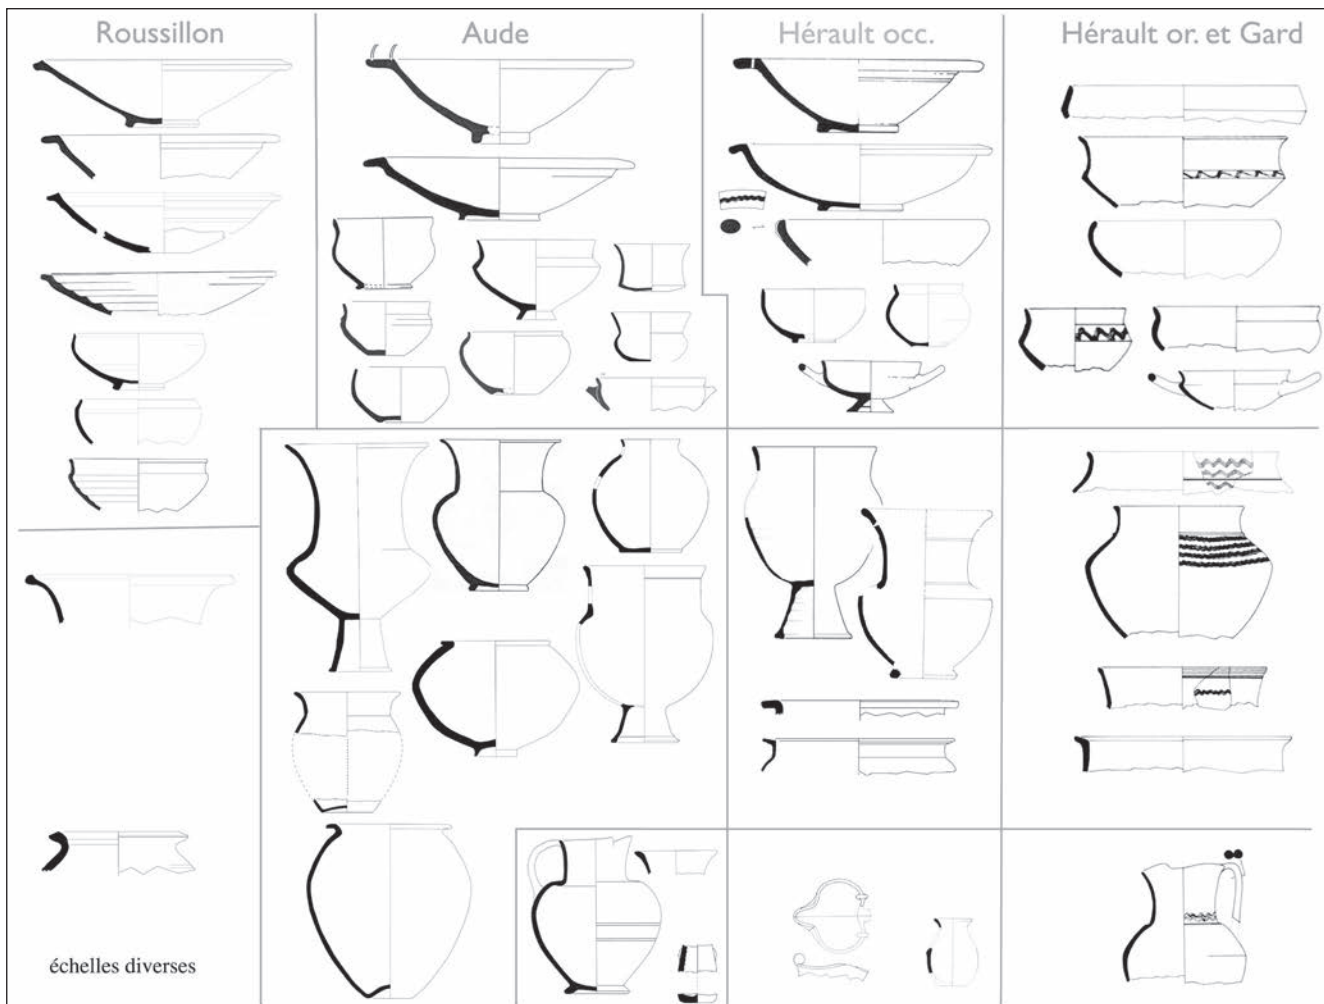 Roussillon
Aude
Hérault occ.
Hérault or. et Gard
échelles diverses